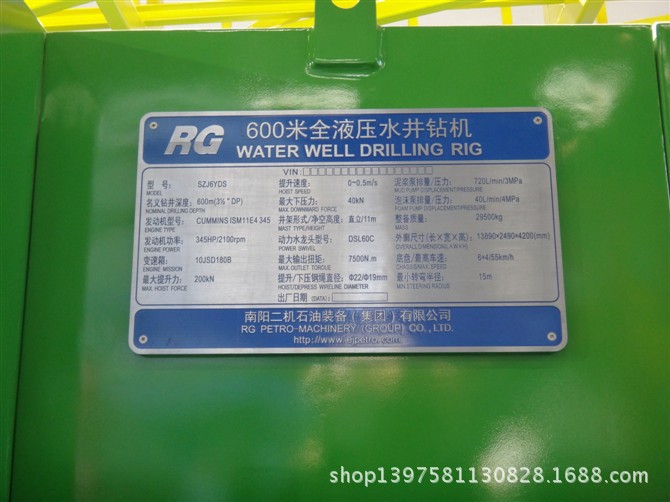 RG
600米全液压水井钻机
WATER WELL DRILLING RIG
VIN:
型 号: SZJ6YDS
MODEL
名义钻井深度: 600m(3½" DP)
NOMINAL DRILLING DEPTH
发动机型号: CUMMINS ISM11E4 345
ENGINE TYPE
发动机功率: 345HP/2100rpm
ENGINE POWER
变速箱: 10JSD180B
ENGINE TRANSMISSION
最大提升力: 200kN
MAX HOIST FORCE
提升速度: 0~0.5m/s
HOIST SPEED
最大下压力: 40kN
MAX DOWNWARD FORCE
井架形式/净空高度: 直立/11m
MAST TYPE/HEIGHT
动力水龙头型号: DSL60C
POWER SWIVEL
最大输出扭矩: 7500N.m
MAX OUTLET TOROUE
提升/下压钢绳直径: Φ22/Φ19mm
HOIST/DEPRESS WIRELINE DIAMETER
出厂日期 (DATA):
泥浆泵排量/压力: 720L/min/3MPa
MUD PUMP DISPLACEMENT/PRESSURE
泡沫泵排量/压力: 40L/min/4MPa
FOAM PUMP DISPLACEMENT/PRESSURE
整备质量: 29500kg
MASS
外廓尺寸(长×宽×高): 13890×2490×4200(mm)
OVERALL DIMENSIONS(L×W×H)
底盘/最高车速: 6×4/85km/h
CHASSIS/MAX SPEED
最小转弯半径: 15m
MIN STEERING RADIUS
南阳二机石油装备(集团)有限公司
RG PETRO-MACHINERY (GROUP) CO., LTD.
http://www.ejpetro.com
shop1397581130828.1688.com